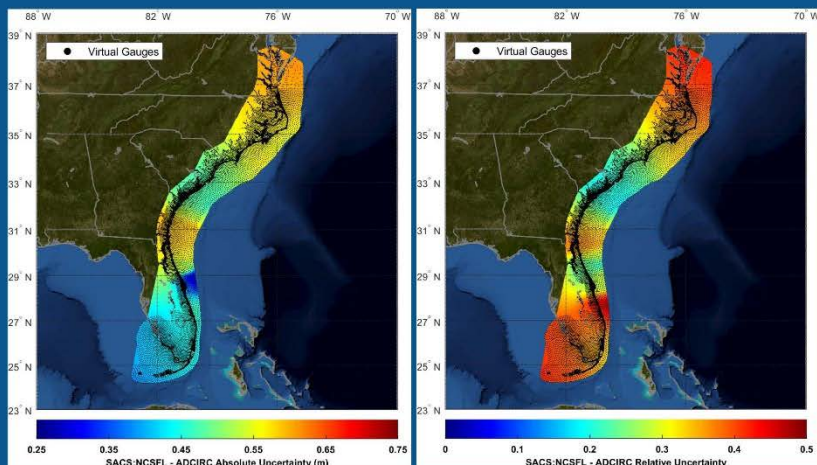 88° W 82° W 76° W 70° W
39° N
Virtual Gauges
37° N
35° N
33° N
31° N
29° N
27° N
25° N
23° N
0.25 0.35 0.45 0.55 0.65 0.75
SACS:NCSFL - ADCIRC Absolute Uncertainty (m)
88° W 82° W 76° W 70° W
39° N
Virtual Gauges
37° N
35° N
33° N
31° N
29° N
27° N
25° N
23° N
0 0.1 0.2 0.3 0.4 0.5
SACS:NCSFL - ADCIRC Relative Uncertainty